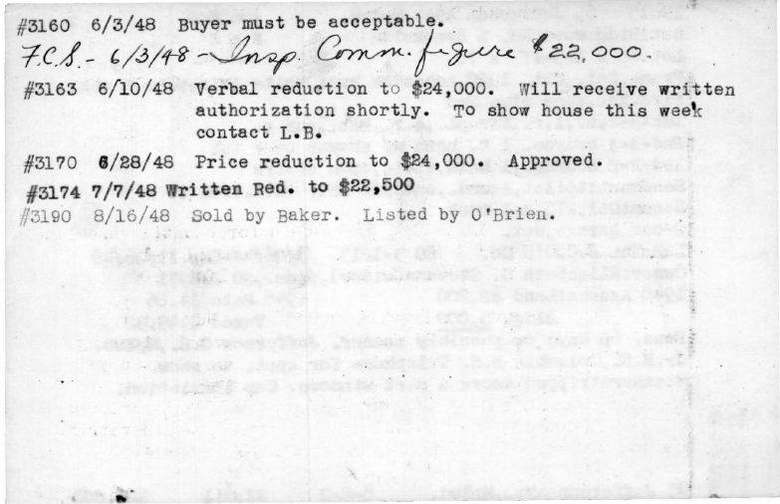 #3160 6/3/48 Buyer must be acceptable.
F.C.S. - 6/3/48 - Insp. Comm. figure $22,000.
#3163 6/10/48 Verbal reduction to $24,000. Will receive written
authorization shortly. To show house this week
contact L.B.
#3170 6/28/48 Price reduction to $24,000. Approved.
#3174 7/7/48 Written Red. to $22,500
#3190 8/16/48 Sold by Baker. Listed by O'Brien.